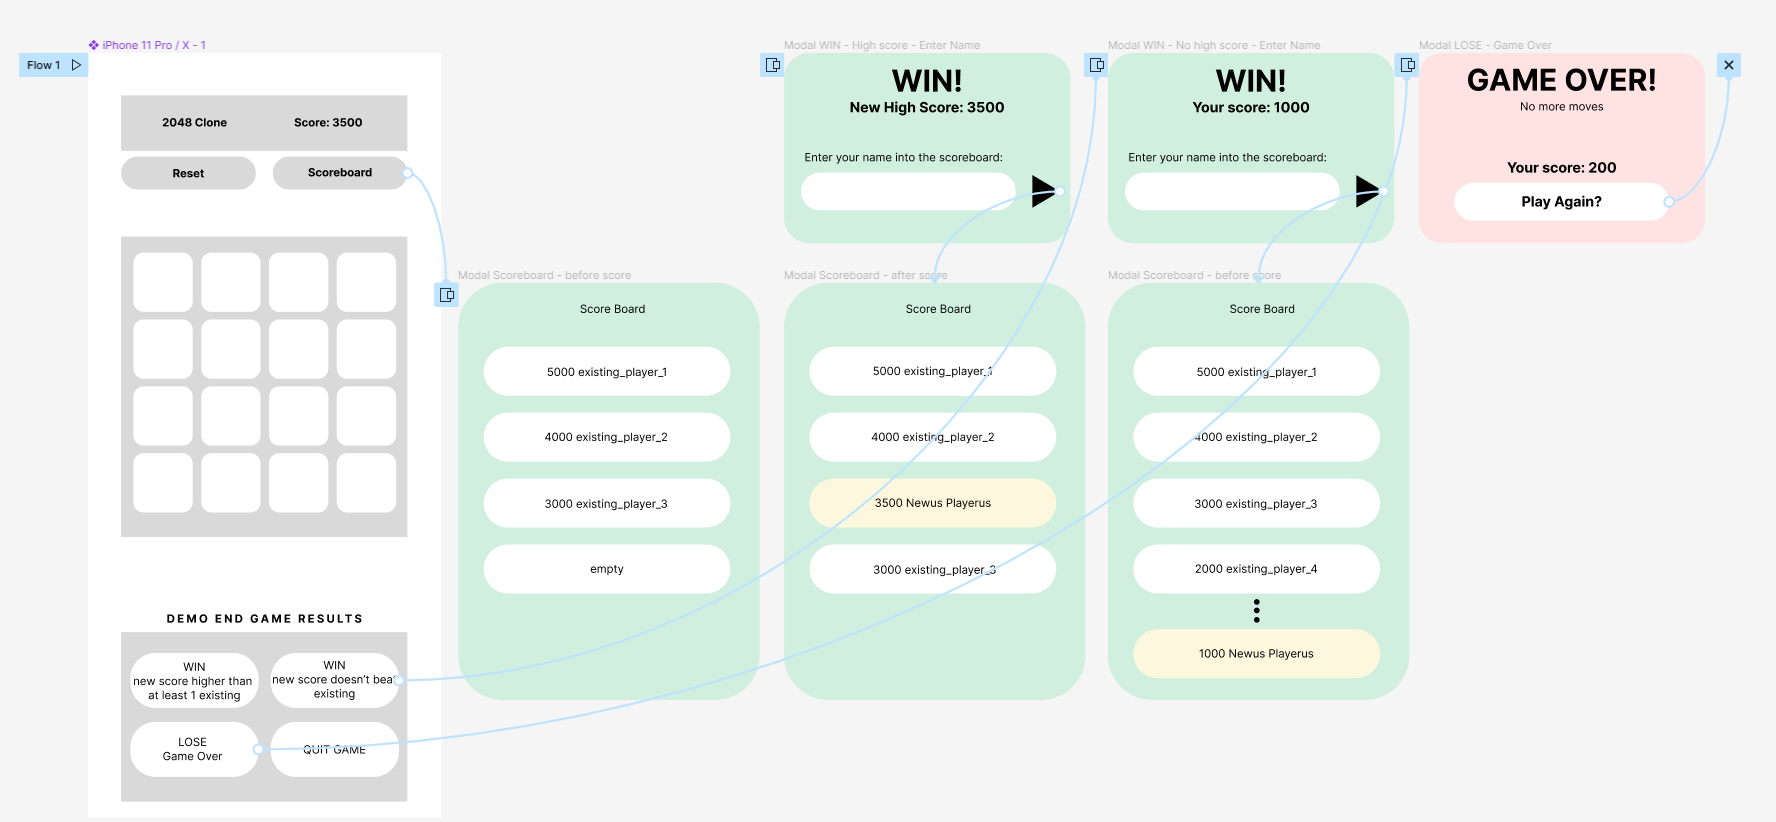 iPhone 11 Pro / X - 1
Flow 1
2048 Clone
Score: 3500
Reset
Scoreboard
DEMO END GAME RESULTS
WIN
new score higher than
at least 1 existing
WIN
new score doesn't beat
existing
LOSE
Game Over
QUIT GAME
Modal Scoreboard - before score
Score Board
5000 existing_player_1
4000 existing_player_2
3000 existing_player_3
empty
Modal WIN - High score - Enter Name
WIN!
New High Score: 3500
Enter your name into the scoreboard:
Modal Scoreboard - after score
Score Board
5000 existing_player_1
4000 existing_player_2
3500 Newus Playerus
3000 existing_player_3
Modal WIN - No high score - Enter Name
WIN!
Your score: 1000
Enter your name into the scoreboard:
Modal Scoreboard - before score
Score Board
5000 existing_player_1
4000 existing_player_2
3000 existing_player_3
2000 existing_player_4
1000 Newus Playerus
Modal LOSE - Game Over
GAME OVER!
No more moves
Your score: 200
Play Again?